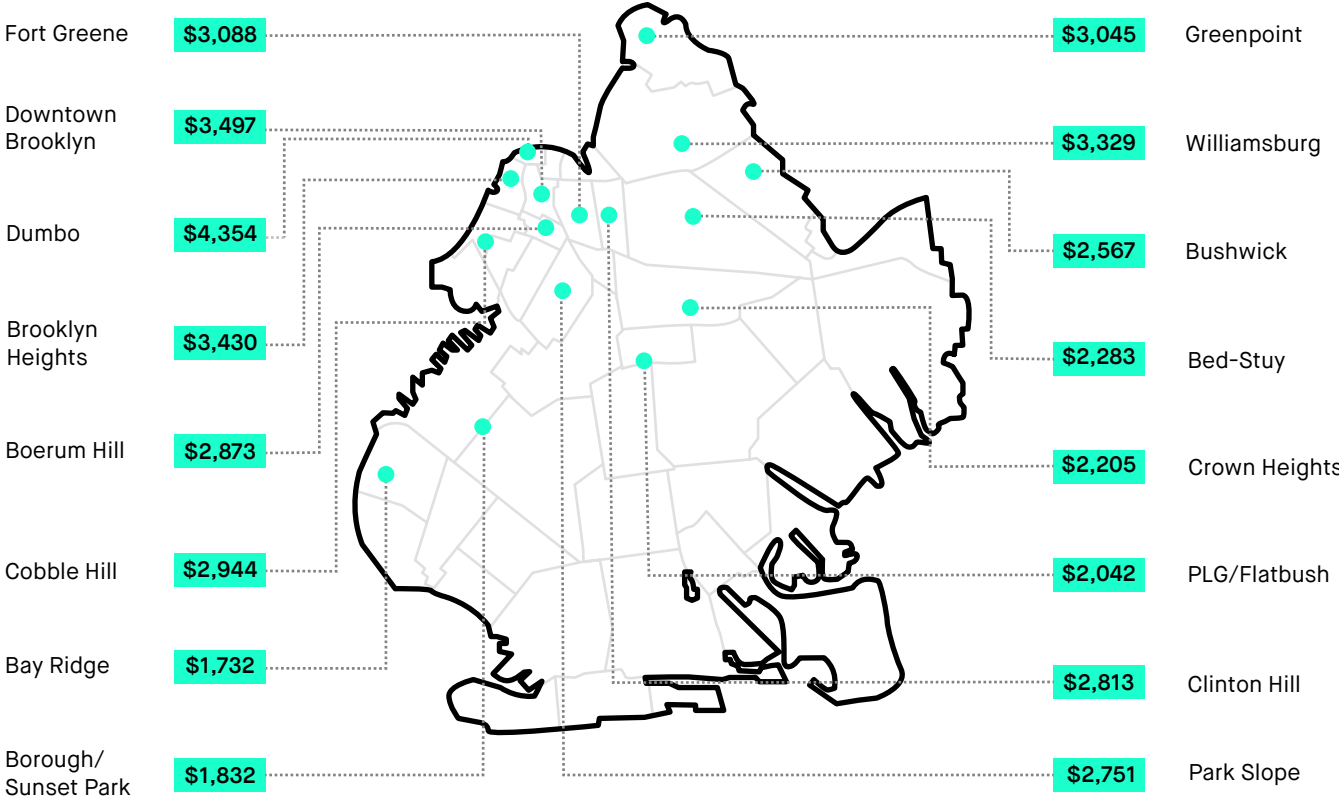 Fort Greene $3,088
Downtown
Brooklyn $3,497
Dumbo $4,354
Brooklyn
Heights $3,430
Boerum Hill $2,873
Cobble Hill $2,944
Bay Ridge $1,732
Borough/
Sunset Park $1,832
$3,045 Greenpoint
$3,329 Williamsburg
$2,567 Bushwick
$2,283 Bed-Stuy
$2,205 Crown Heights
$2,042 PLG/Flatbush
$2,813 Clinton Hill
$2,751 Park Slope